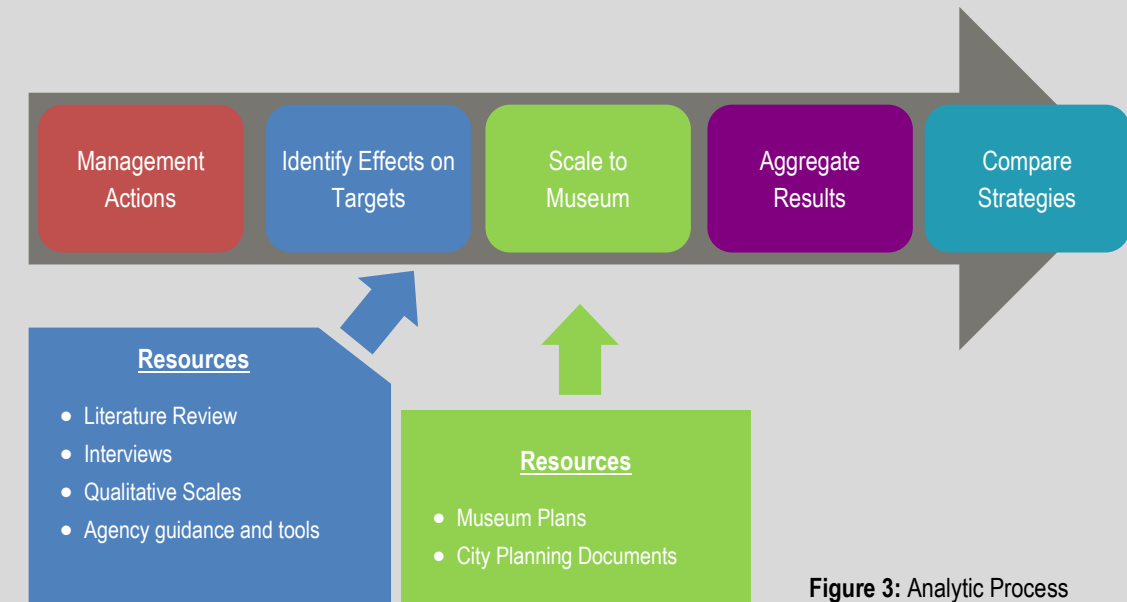 Management
Actions
Identify Effects on
Targets
Scale to
Museum
Aggregate
Results
Compare
Strategies
Resources
• Literature Review
• Interviews
• Qualitative Scales
• Agency guidance and tools
Resources
• Museum Plans
• City Planning Documents
Figure 3: Analytic Process